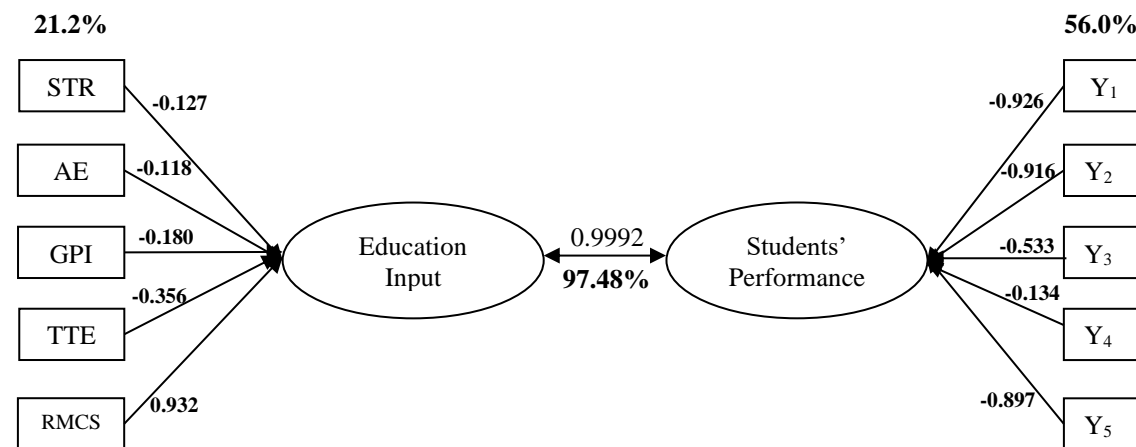 21.2%
56.0%
STR
-0.127
-0.926
Y1
AE
-0.118
-0.916
Y2
GPI
-0.180
Education
Input
0.9992
97.48%
Students’
Performance
-0.533
Y3
TTE
-0.356
-0.134
Y4
RMCS
0.932
-0.897
Y5